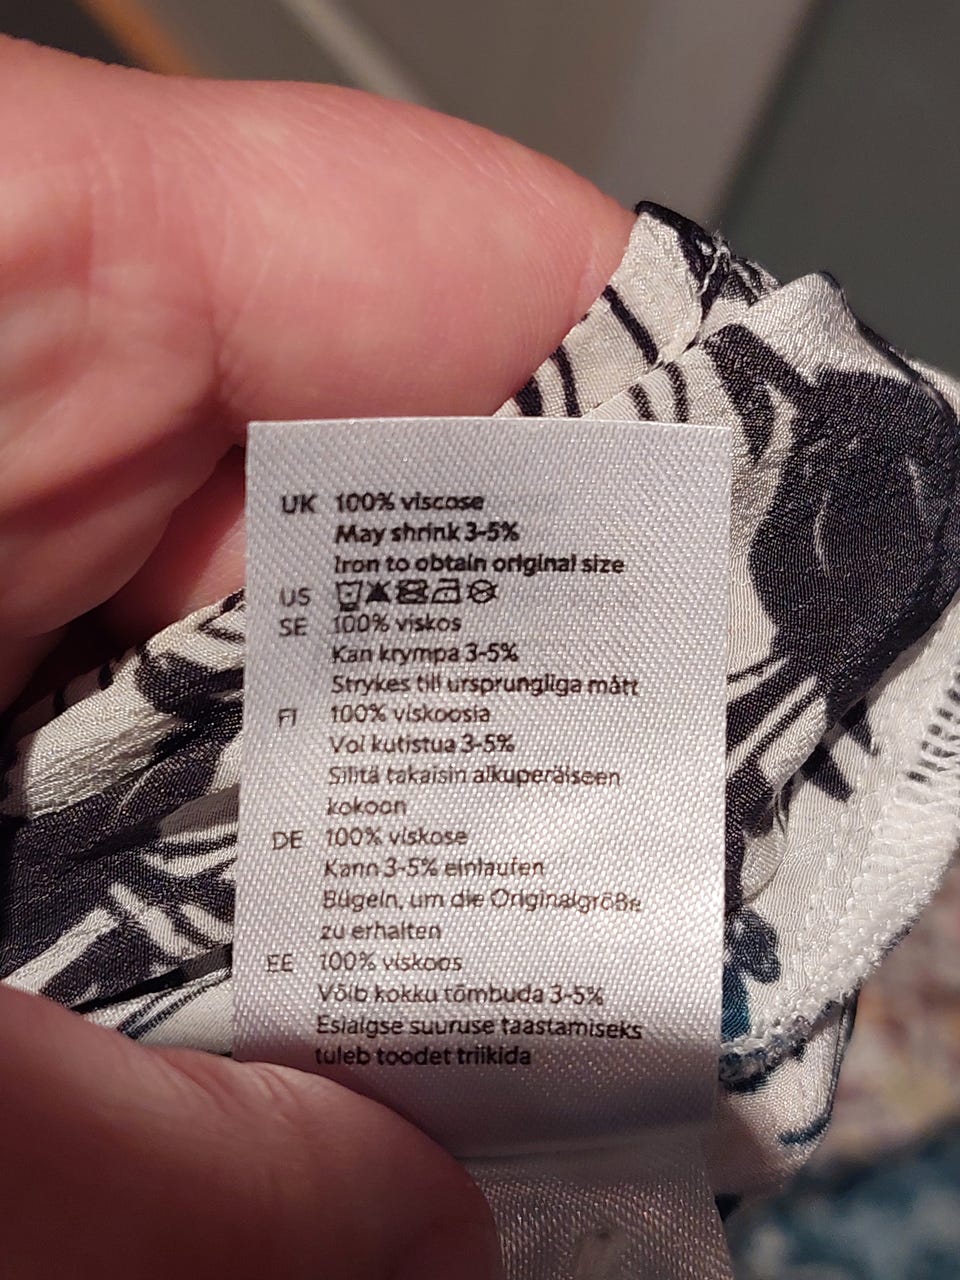 UK 100% viscose
May shrink 3-5%
Iron to obtain original size
US
SE 100% viskos
Kan krympa 3-5%
Strykes till ursprungliga mått
FI 100% viskoosia
Voi kutistua 3-5%
Silitä takaisin alkuperäiseen
kokoon
DE 100% viskose
Kann 3-5% einlaufen
Bügeln, um die Originalgröße
zu erhalten
EE 100% viskoos
Võib kokku tõmbuda 3-5%
Esialgse suuruse taastamiseks
tuleb toodet triikida